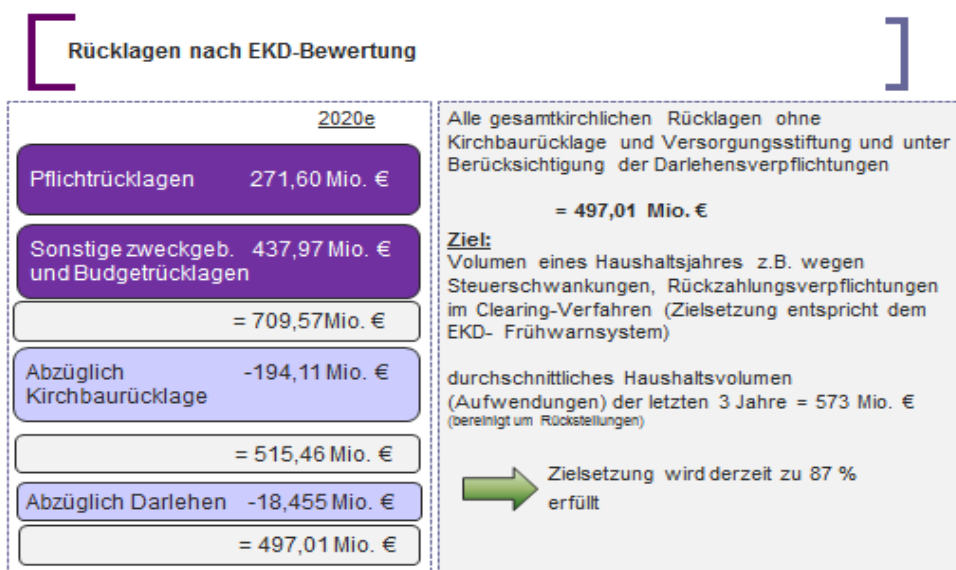 Rücklagen nach EKD-Bewertung
2020e
Pflichtrücklagen 271,60 Mio. €
Sonstige zweckgeb. 437,97 Mio. €
und Budgetrücklagen
= 709,57Mio. €
Abzüglich -194,11 Mio. €
Kirchbaurücklage
= 515,46 Mio. €
Abzüglich Darlehen -18,455 Mio. €
= 497,01 Mio. €
Alle gesamtkirchlichen Rücklagen ohne
Kirchbaurücklage und Versorgungsstiftung und unter
Berücksichtigung der Darlehensverpflichtungen
= 497,01 Mio. €
Ziel:
Volumen eines Haushaltsjahres z.B. wegen
Steuerschwankungen, Rückzahlungsverpflichtungen
im Clearing-Verfahren (Zielsetzung entspricht dem
EKD- Frühwarnsystem)
durchschnittliches Haushaltsvolumen
(Aufwendungen) der letzten 3 Jahre = 573 Mio. €
(bereinigt um Rückstellungen)
Zielsetzung wird derzeit zu 87 %
erfüllt